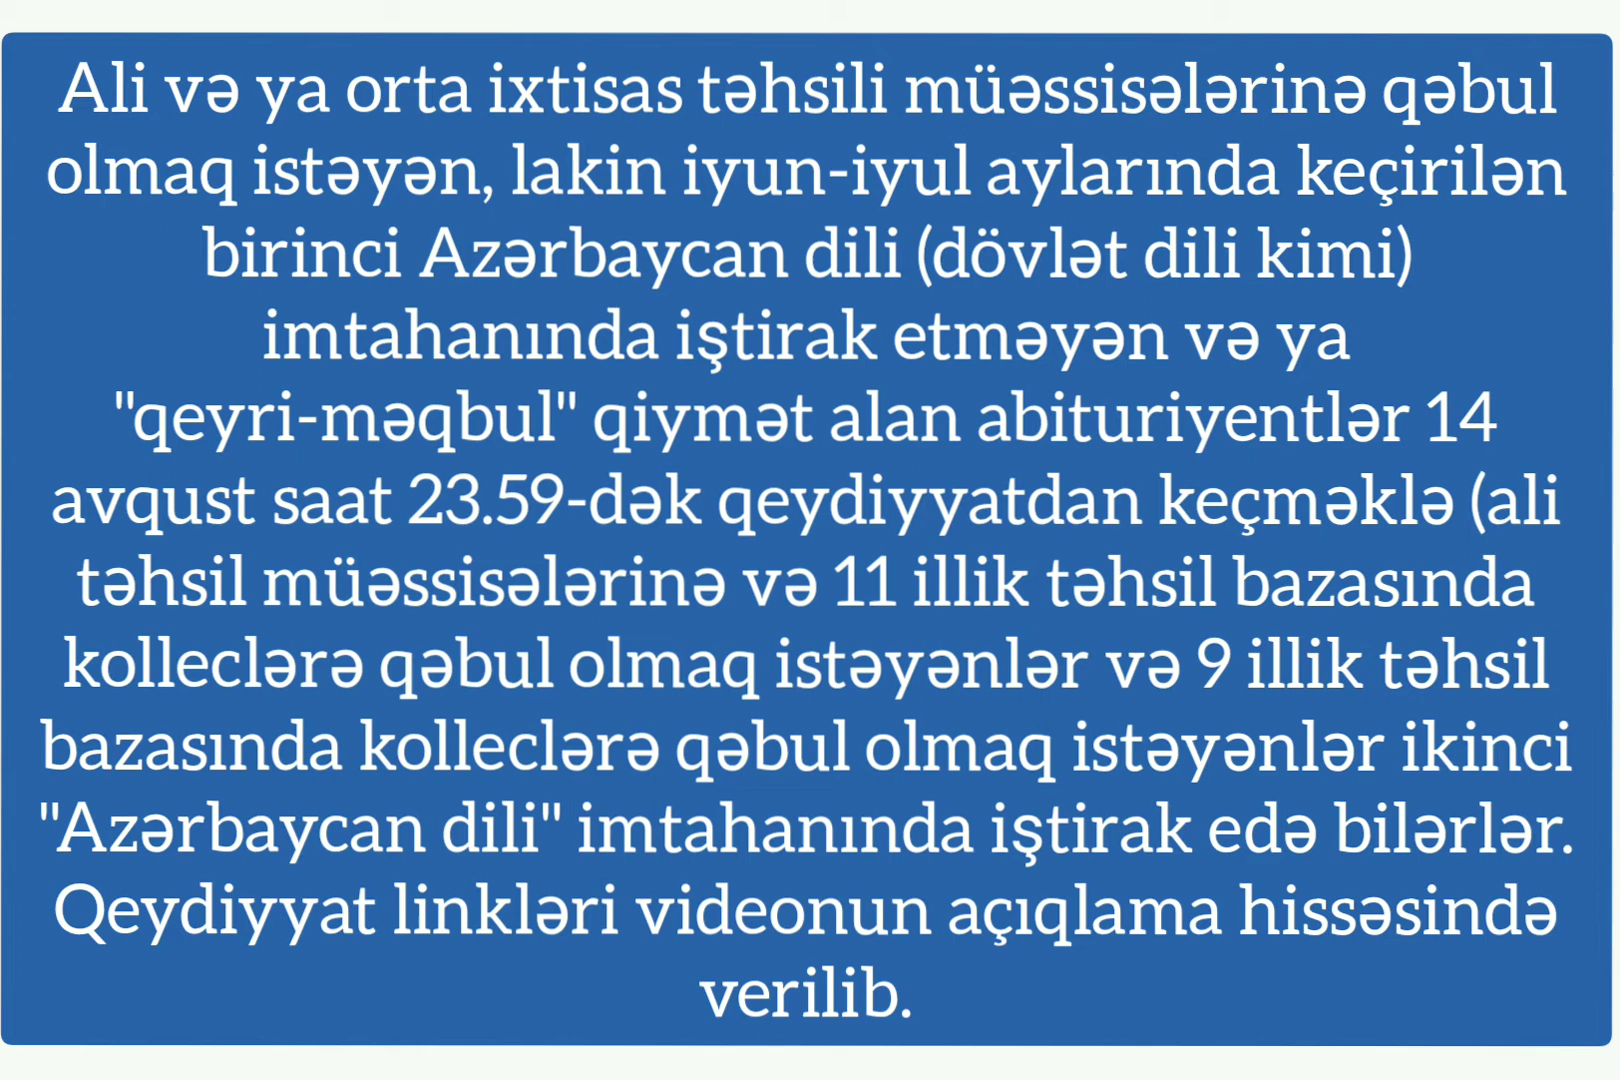 Ali və ya orta ixtisas təhsili müəssisələrinə qəbul
olmaq istəyən, lakin iyun-iyul aylarında keçirilən
birinci Azərbaycan dili (dövlət dili kimi)
imtahanında iştirak etməyən və ya
"qeyri-məqbul" qiymət alan abituriyentlər 14
avqust saat 23.59-dək qeydiyyatdan keçməklə (ali
təhsil müəssisələrinə və 11 illik təhsil bazasında
kolleclərə qəbul olmaq istəyənlər və 9 illik təhsil
bazasında kolleclərə qəbul olmaq istəyənlər ikinci
"Azərbaycan dili" imtahanında iştirak edə bilərlər.
Qeydiyyat linkləri videonun açıqlama hissəsində
verilib.